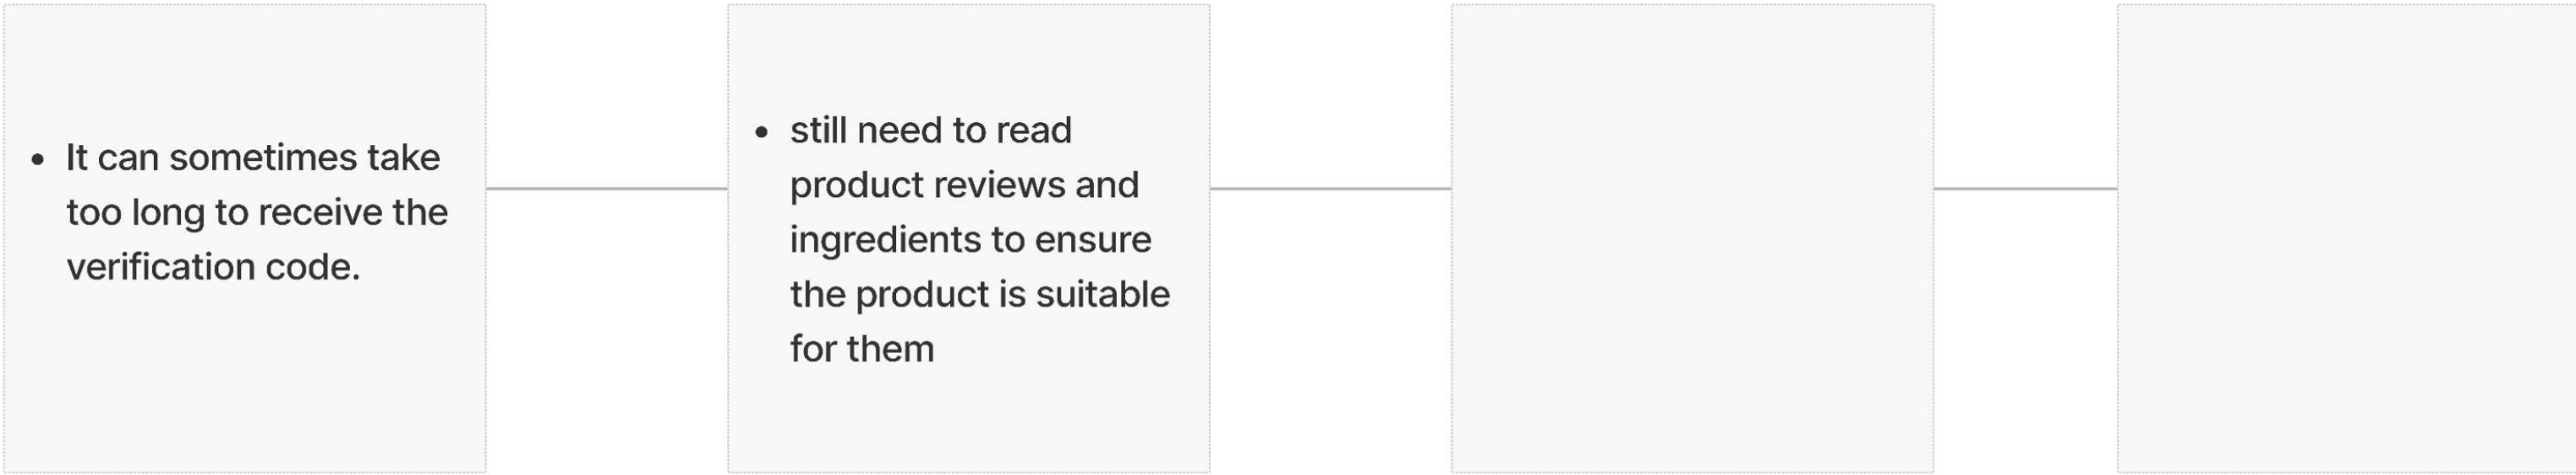 • It can sometimes take
too long to receive the
verification code.
• still need to read
product reviews and
ingredients to ensure
the product is suitable
for them